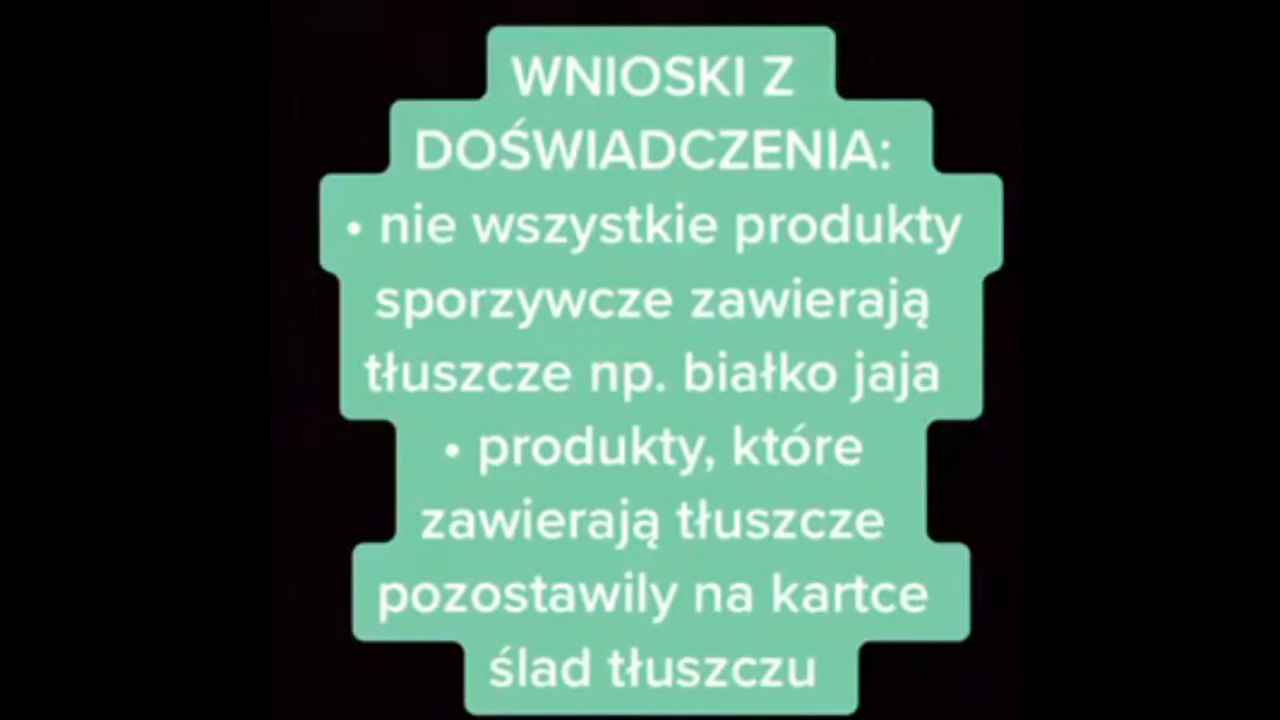 WNIOSKI Z
DOŚWIADCZENIA:
• nie wszystkie produkty
sporzywcze zawierają
tłuszcze np. białko jaja
• produkty, które
zawierają tłuszcze
pozostawily na kartce
ślad tłuszczu